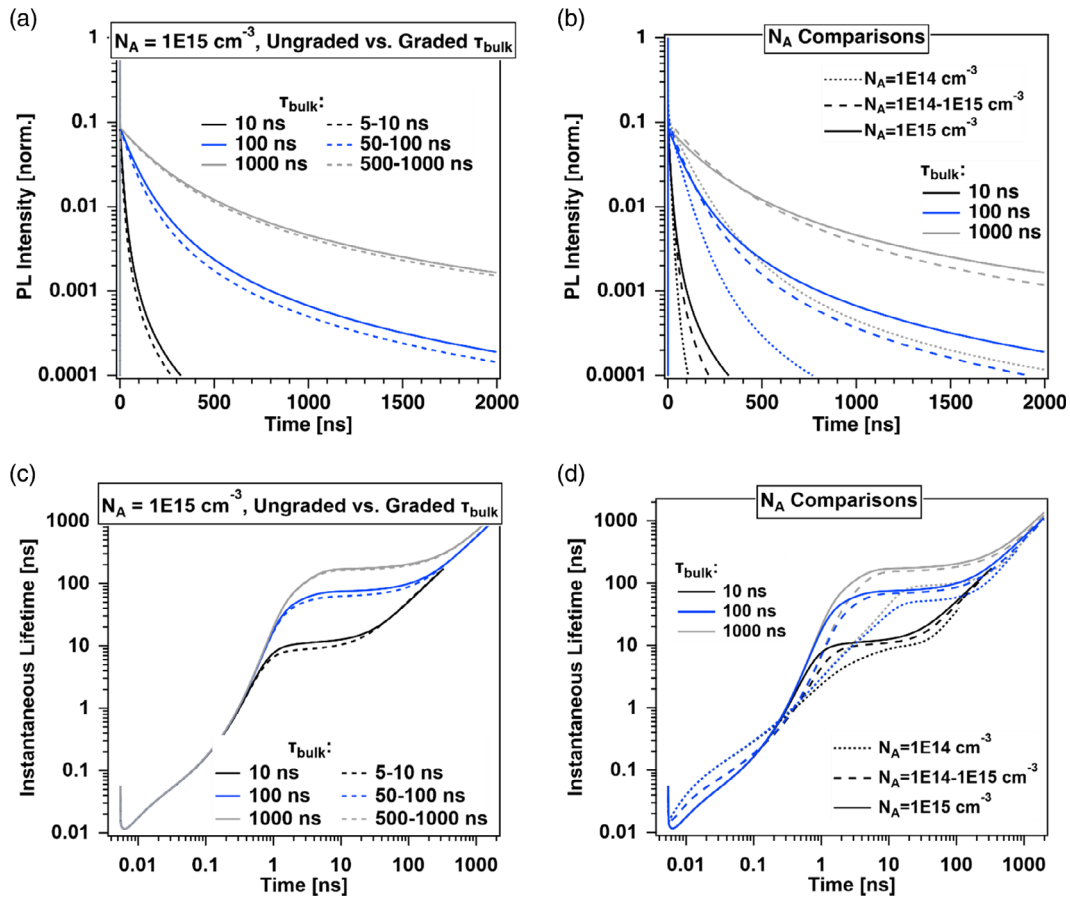 (a)
N_A = 1E15 cm⁻³, Ungraded vs. Graded τ_bulk
τ_bulk:
10 ns 5-10 ns
100 ns 50-100 ns
1000 ns 500-1000 ns
PL Intensity [norm.]
1
0.1
0.01
0.001
0.0001
0 500 1000 1500 2000
Time [ns]
(b)
N_A Comparisons
N_A=1E14 cm⁻³
N_A=1E14-1E15 cm⁻³
N_A=1E15 cm⁻³
τ_bulk:
10 ns
100 ns
1000 ns
PL Intensity [norm.]
1
0.1
0.01
0.001
0.0001
0 500 1000 1500 2000
Time [ns]
(c)
N_A = 1E15 cm⁻³, Ungraded vs. Graded τ_bulk
Instantaneous Lifetime [ns]
1000
100
10
1
0.1
0.01
τ_bulk:
10 ns 5-10 ns
100 ns 50-100 ns
1000 ns 500-1000 ns
0.01 0.1 1 10 100 1000
Time [ns]
(d)
N_A Comparisons
Instantaneous Lifetime [ns]
1000
100
10
1
0.1
0.01
τ_bulk:
10 ns
100 ns
1000 ns
N_A=1E14 cm⁻³
N_A=1E14-1E15 cm⁻³
N_A=1E15 cm⁻³
0.01 0.1 1 10 100 1000
Time [ns]